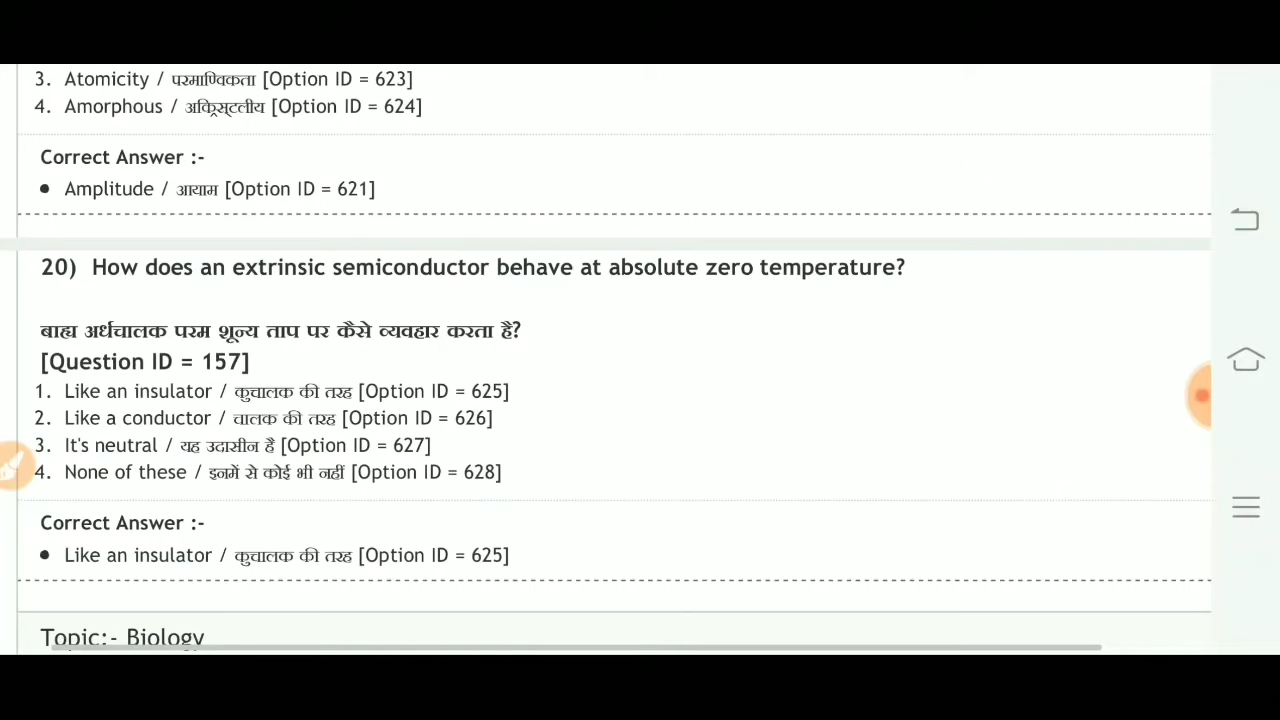 3. Atomicity / परमाण्विकता [Option ID = 623]
4. Amorphous / अक्रिस्टलीय [Option ID = 624]
Correct Answer :-
• Amplitude / आयाम [Option ID = 621]
20) How does an extrinsic semiconductor behave at absolute zero temperature?
बाह्य अर्धचालक परम शून्य ताप पर कैसे व्यवहार करता है?
[Question ID = 157]
1. Like an insulator / कुचालक की तरह [Option ID = 625]
2. Like a conductor / चालक की तरह [Option ID = 626]
3. It's neutral / यह उदासीन है [Option ID = 627]
4. None of these / इनमें से कोई भी नहीं [Option ID = 628]
Correct Answer :-
• Like an insulator / कुचालक की तरह [Option ID = 625]
Topic:- Biology